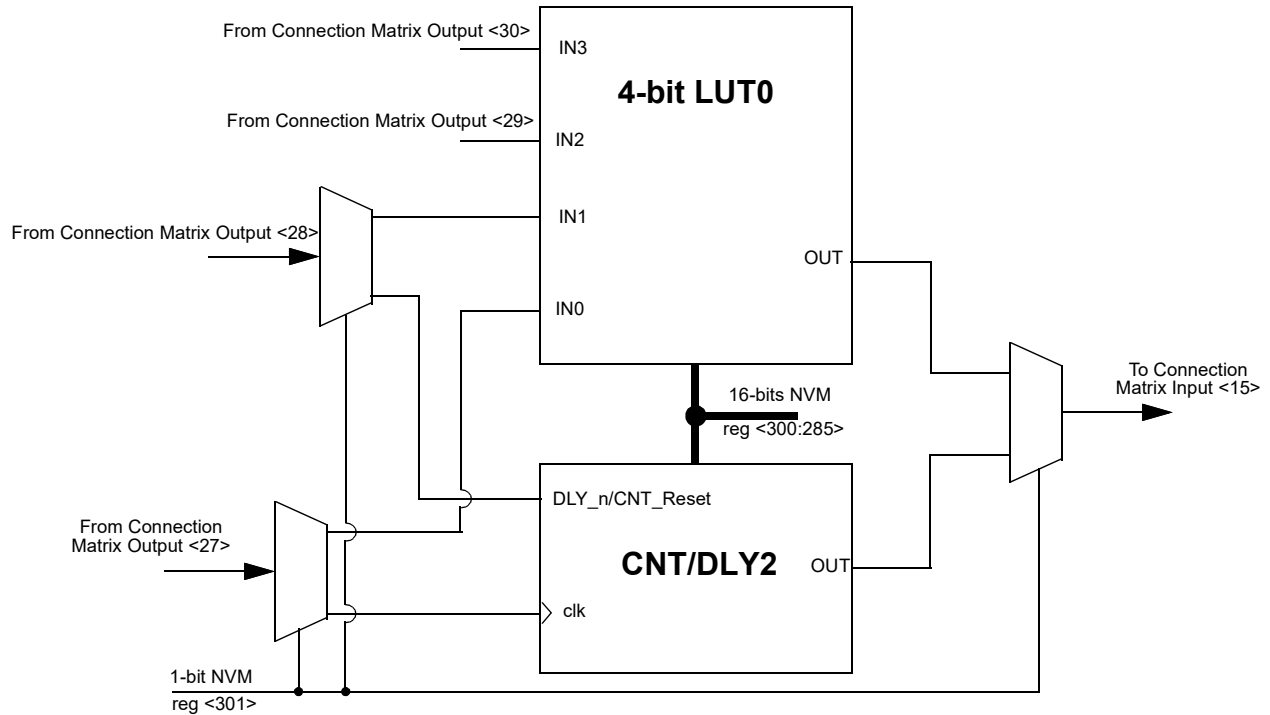 From Connection Matrix Output <30>
IN3
4-bit LUT0
From Connection Matrix Output <29>
IN2
IN1
From Connection Matrix Output <28>
OUT
IN0
To Connection
Matrix Input <15>
16-bits NVM
reg <300:285>
DLY_n/CNT_Reset
From Connection
Matrix Output <27>
CNT/DLY2
OUT
clk
1-bit NVM
reg <301>